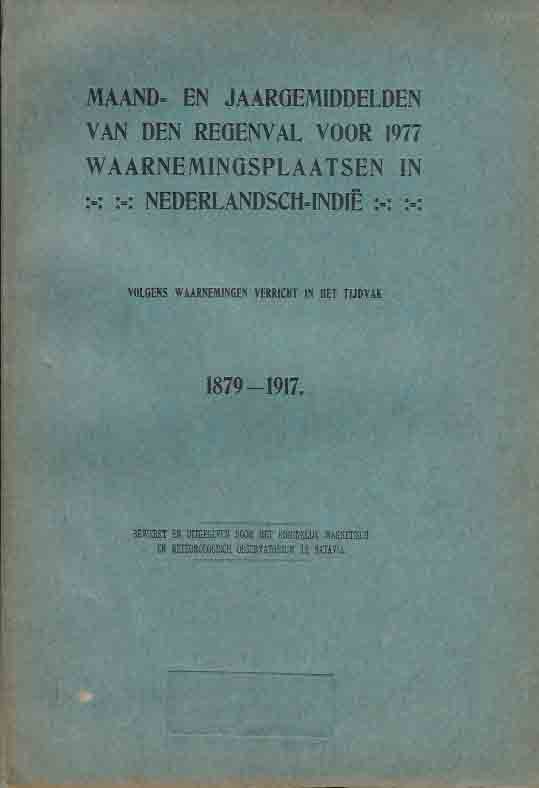 MAAND- EN JAARGEMIDDELDEN
VAN DEN REGENVAL VOOR 1977
WAARNEMINGSPLAATSEN IN
:-: :-: NEDERLANDSCH-INDIË :-: :-:
VOLGENS WAARNEMINGEN VERRICHT IN HET TIJDVAK
1879—1917.
BEWERKT EN UITGEGEVEN DOOR HET KONINKLIJK MAGNETISCH
EN METEOROLOGISCH OBSERVATORIUM TE BATAVIA